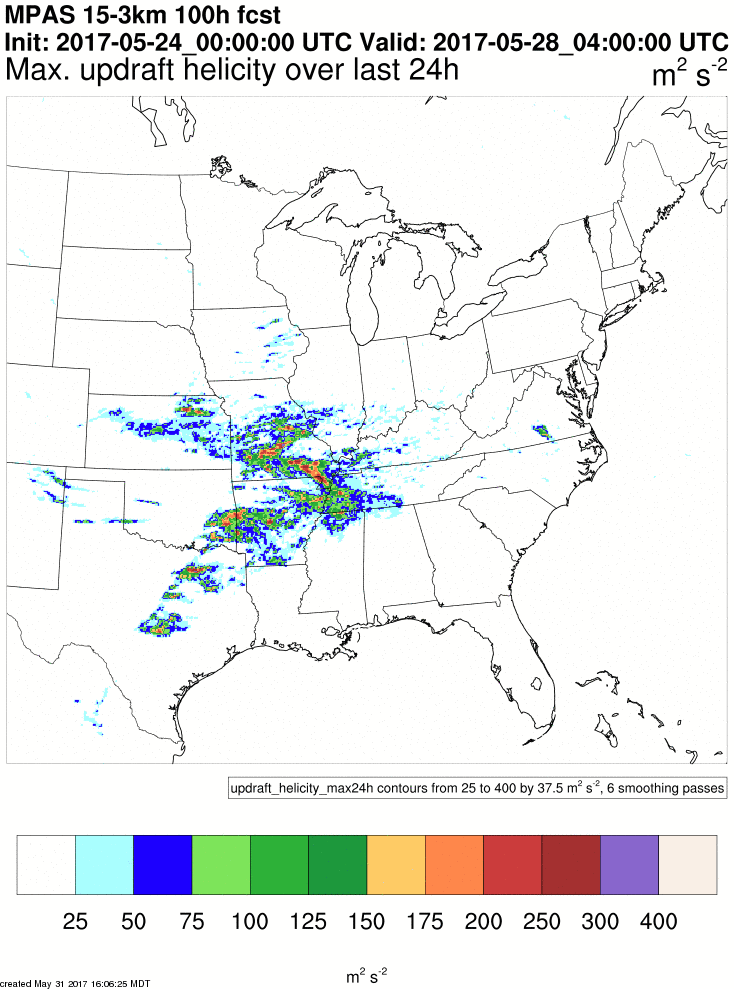 MPAS 15-3km 100h fcst
Init: 2017-05-24_00:00:00 UTC Valid: 2017-05-28_04:00:00 UTC
Max. updraft helicity over last 24h m² s⁻²
updraft_helicity_max24h contours from 25 to 400 by 37.5 m² s⁻², 6 smoothing passes
25 50 75 100 125 150 175 200 250 300 400
m² s⁻²
created May 31 2017 16:06:25 MDT